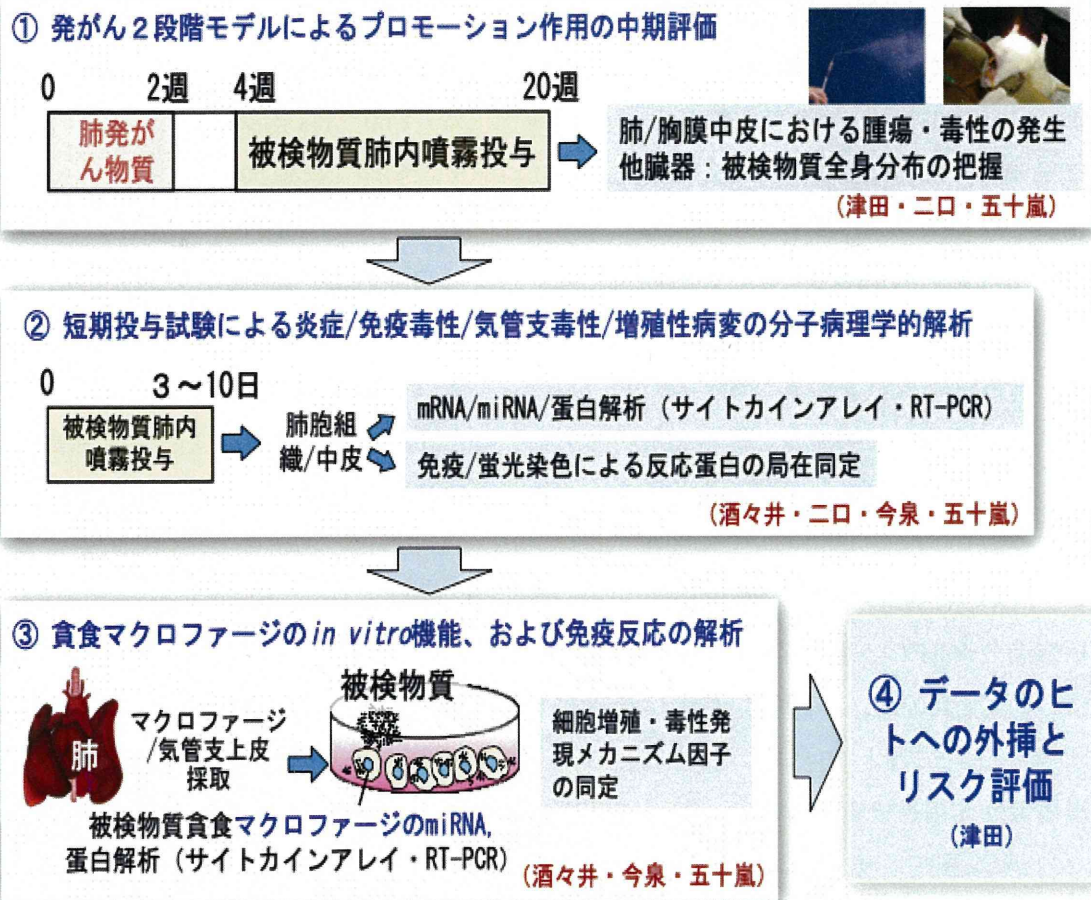 ① 発がん２段階モデルによるプロモーション作用の中期評価
0 2週 4週 20週
肺発が
ん物質
被検物質肺内噴霧投与
肺/胸膜中皮における腫瘍・毒性の発生
他臓器：被検物質全身分布の把握
(津田・二口・五十嵐)
② 短期投与試験による炎症/免疫毒性/気管支毒性/増殖性病変の分子病理学的解析
0 3～10日
被検物質肺内
噴霧投与
肺胞組
織/中皮
mRNA/miRNA/蛋白解析（サイトカインアレイ・RT-PCR）
免疫/蛍光染色による反応蛋白の局在同定
(酒々井・二口・今泉・五十嵐)
③ 貪食マクロファージのin vitro機能、および免疫反応の解析
肺
マクロファージ
/気管支上皮
採取
被検物質
細胞増殖・毒性発
現メカニズム因子
の同定
被検物質貪食マクロファージのmiRNA,
蛋白解析（サイトカインアレイ・RT-PCR）
(酒々井・今泉・五十嵐)
④ データのヒ
トへの外挿と
リスク評価
(津田)